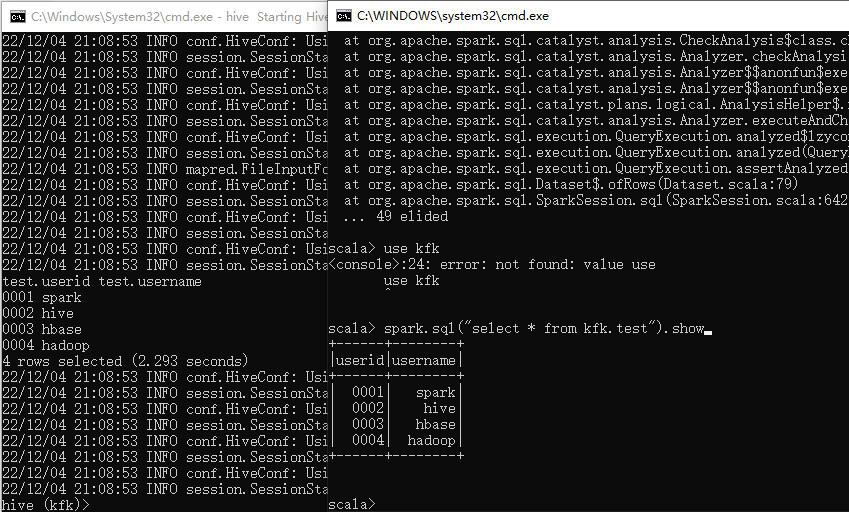 C:\Windows\System32\cmd.exe - hive  Starting Hive
22/12/04 21:08:53 INFO conf.HiveConf: Usi
22/12/04 21:08:53 INFO session.SessionSta
22/12/04 21:08:53 INFO conf.HiveConf: Usi
22/12/04 21:08:53 INFO session.SessionSta
22/12/04 21:08:53 INFO conf.HiveConf: Usi
22/12/04 21:08:53 INFO session.SessionSta
22/12/04 21:08:53 INFO conf.HiveConf: Usi
22/12/04 21:08:53 INFO session.SessionSta
22/12/04 21:08:53 INFO mapred.FileInputFo
22/12/04 21:08:53 INFO conf.HiveConf: Usi
22/12/04 21:08:53 INFO session.SessionSta
22/12/04 21:08:53 INFO conf.HiveConf: Usi
22/12/04 21:08:53 INFO session.SessionSta
22/12/04 21:08:53 INFO conf.HiveConf: Usi
22/12/04 21:08:53 INFO session.SessionSta
test.userid test.username
0001 spark
0002 hive
0003 hbase
0004 hadoop
4 rows selected (2.293 seconds)
22/12/04 21:08:53 INFO conf.HiveConf: Usi
22/12/04 21:08:53 INFO session.SessionSta
22/12/04 21:08:53 INFO conf.HiveConf: Usi
22/12/04 21:08:53 INFO session.SessionSta
22/12/04 21:08:53 INFO conf.HiveConf: Usi
22/12/04 21:08:53 INFO session.SessionSta
22/12/04 21:08:53 INFO conf.HiveConf: Usi
22/12/04 21:08:53 INFO session.SessionSta
hive (kfk)>
C:\WINDOWS\system32\cmd.exe
at org.apache.spark.sql.catalyst.analysis.CheckAnalysis$class.c
at org.apache.spark.sql.catalyst.analysis.Analyzer.checkAnalysi
at org.apache.spark.sql.catalyst.analysis.Analyzer$$anonfun$exe
at org.apache.spark.sql.catalyst.analysis.Analyzer$$anonfun$exe
at org.apache.spark.sql.catalyst.plans.logical.AnalysisHelper$.
at org.apache.spark.sql.catalyst.analysis.Analyzer.executeAndCh
at org.apache.spark.sql.execution.QueryExecution.analyzed$lzyco
at org.apache.spark.sql.execution.QueryExecution.analyzed(Query
at org.apache.spark.sql.execution.QueryExecution.assertAnalyzed
at org.apache.spark.sql.Dataset$.ofRows(Dataset.scala:79)
at org.apache.spark.sql.SparkSession.sql(SparkSession.scala:642
... 49 elided
scala> use kfk
<console>:24: error: not found: value use
use kfk
^
scala> spark.sql("select * from kfk.test").show
+------+--------+
|userid|username|
+------+--------+
|  0001|   spark|
|  0002|    hive|
|  0003|   hbase|
|  0004|  hadoop|
+------+--------+
scala>